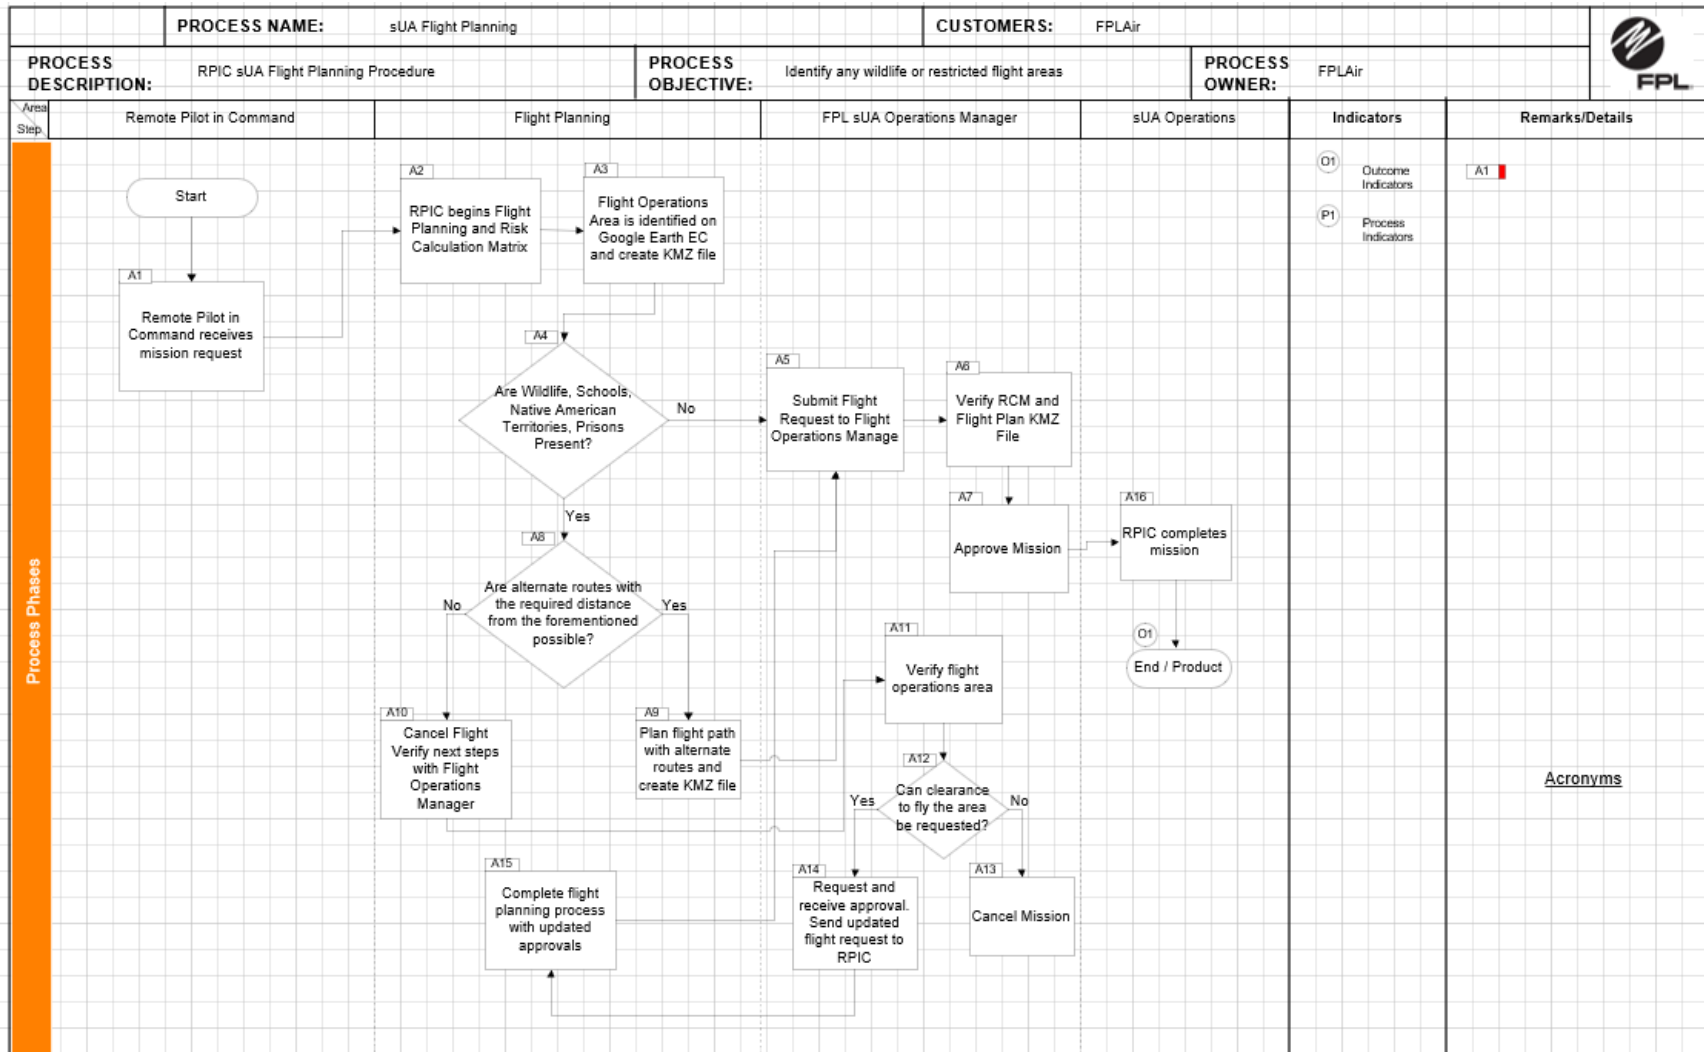 PROCESS NAME: sUA Flight Planning
CUSTOMERS: FPLAir
PROCESS
DESCRIPTION:
RPIC sUA Flight Planning Procedure
PROCESS
OBJECTIVE:
Identify any wildlife or restricted flight areas
PROCESS
OWNER:
FPLAir
FPL
Area
Step
Remote Pilot in Command
Flight Planning
FPL sUA Operations Manager
sUA Operations
Indicators
Remarks/Details
Process Phases
Start
A1
Remote Pilot in
Command receives
mission request
A2
RPIC begins Flight
Planning and Risk
Calculation Matrix
A3
Flight Operations
Area is identified on
Google Earth EC
and create KMZ file
A4
Are Wildlife, Schools,
Native American
Territories, Prisons
Present?
No
Yes
A5
Submit Flight
Request to Flight
Operations Manage
A6
Verify RCM and
Flight Plan KMZ
File
A7
Approve Mission
A16
RPIC completes
mission
O1
End / Product
A8
Are alternate routes with
the required distance
from the forementioned
possible?
No
Yes
A10
Cancel Flight
Verify next steps
with Flight
Operations
Manager
A9
Plan flight path
with alternate
routes and
create KMZ file
A11
Verify flight
operations area
A12
Can clearance
to fly the area
be requested?
Yes
No
A14
Request and
receive approval.
Send updated
flight request to
RPIC
A13
Cancel Mission
A15
Complete flight
planning process
with updated
approvals
O1
Outcome
Indicators
P1
Process
Indicators
A1
Acronyms